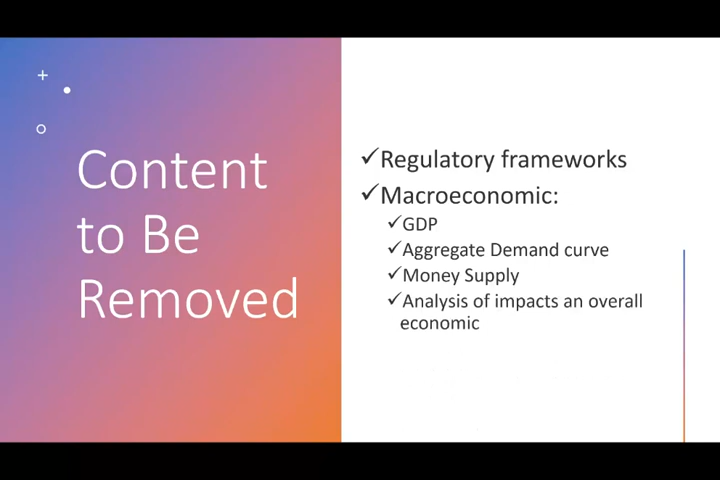 Content
to Be
Removed
✓Regulatory frameworks
✓Macroeconomic:
✓GDP
✓Aggregate Demand curve
✓Money Supply
✓Analysis of impacts an overall
economic